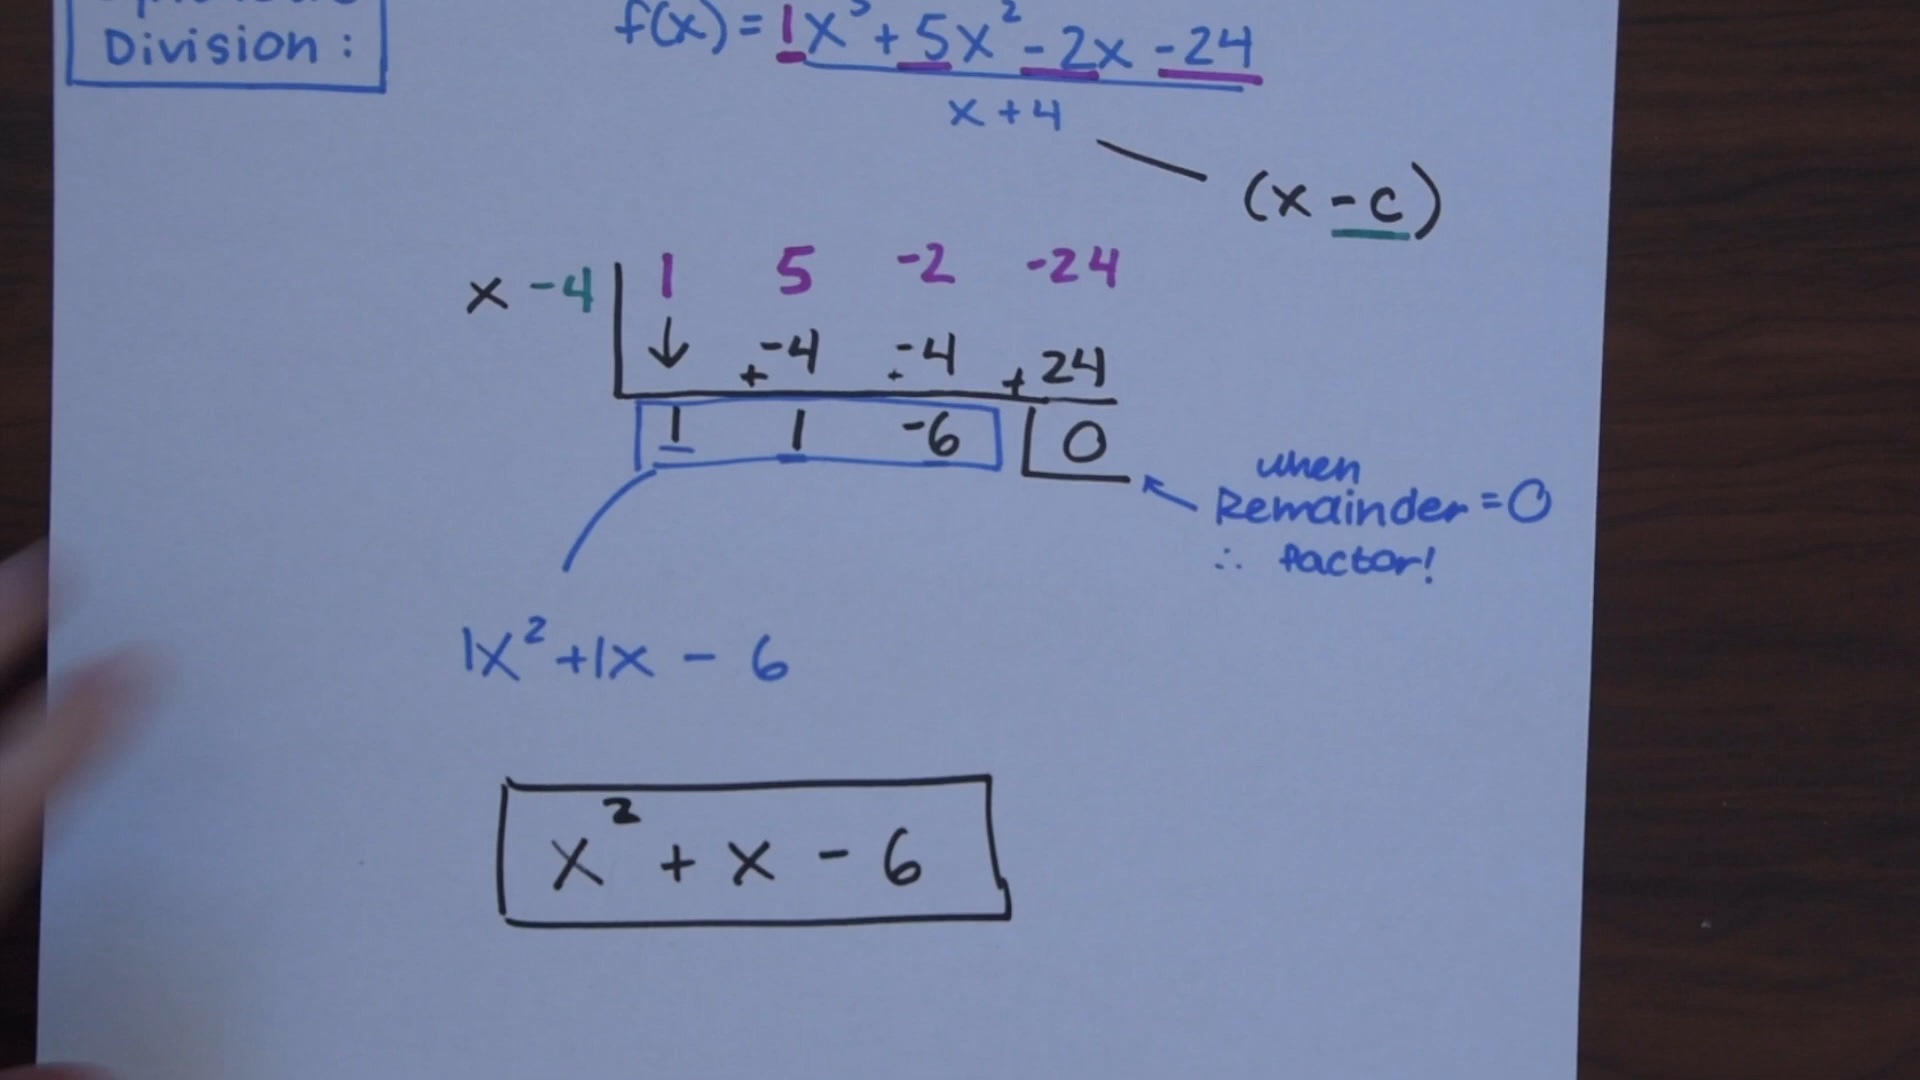 Division :
f(x) = 1x³ + 5x² - 2x - 24
x + 4
(x - c)
x -4 1 5 -2 -24
↓ + -4 -4 + 24
1 1 -6 0
when
Remainder = 0
∴ factor!
1x² + 1x - 6
x² + x - 6